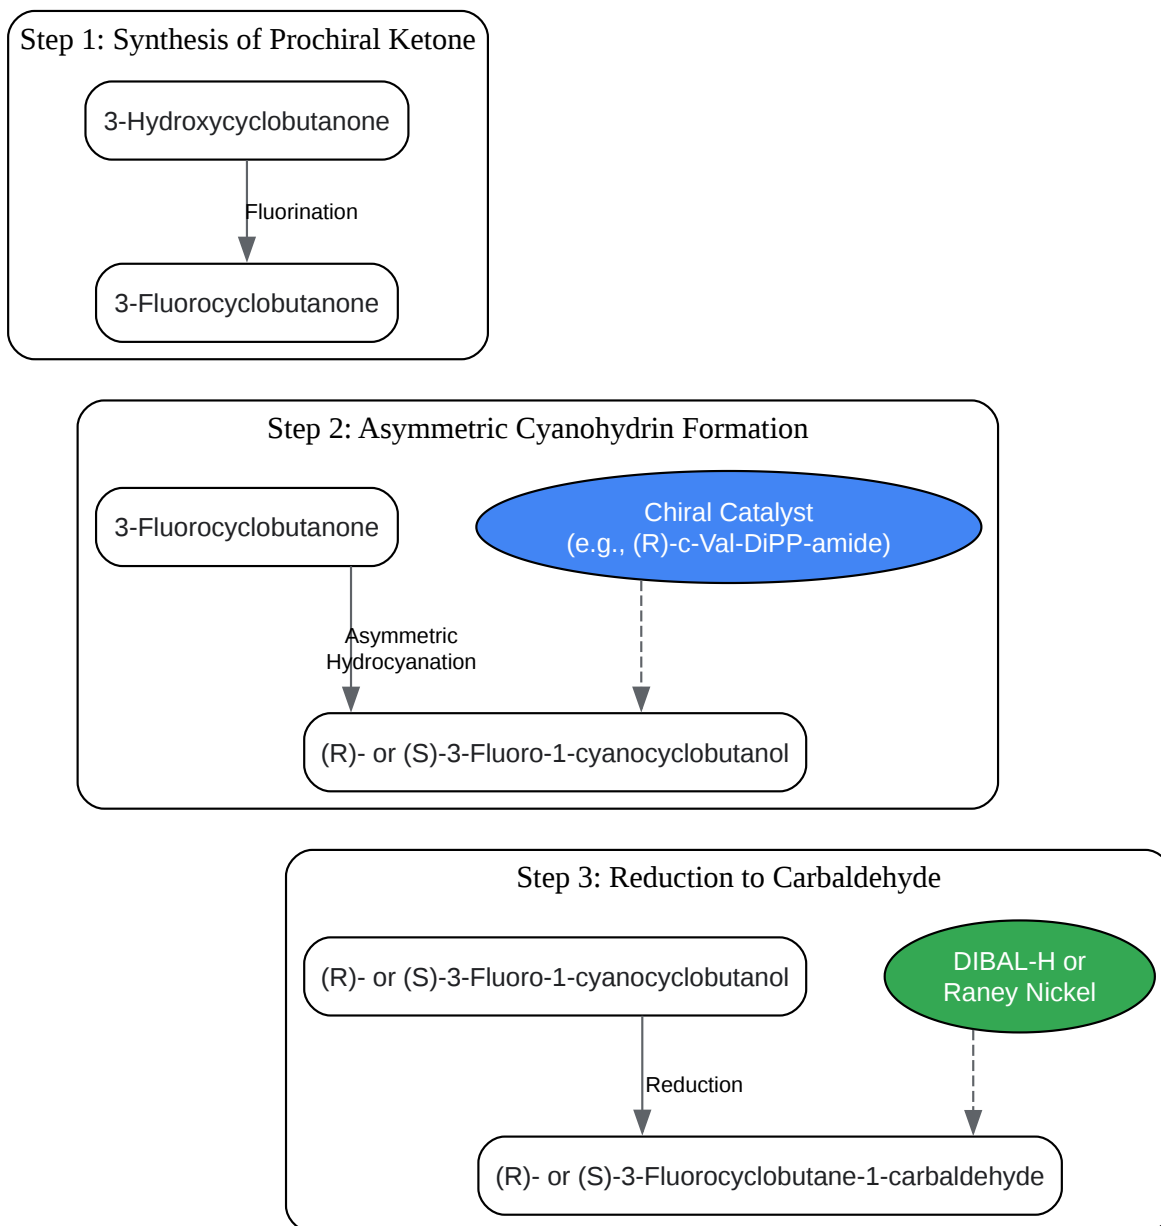 Step 1: Synthesis of Prochiral Ketone
3-Hydroxycyclobutanone
Fluorination
3-Fluorocyclobutanone
Step 2: Asymmetric Cyanohydrin Formation
3-Fluorocyclobutanone
Chiral Catalyst
(e.g., (R)-c-Val-DiPP-amide)
Asymmetric
Hydrocyanation
(R)- or (S)-3-Fluoro-1-cyanocyclobutanol
Step 3: Reduction to Carbaldehyde
(R)- or (S)-3-Fluoro-1-cyanocyclobutanol
DIBAL-H or
Raney Nickel
Reduction
(R)- or (S)-3-Fluorocyclobutane-1-carbaldehyde